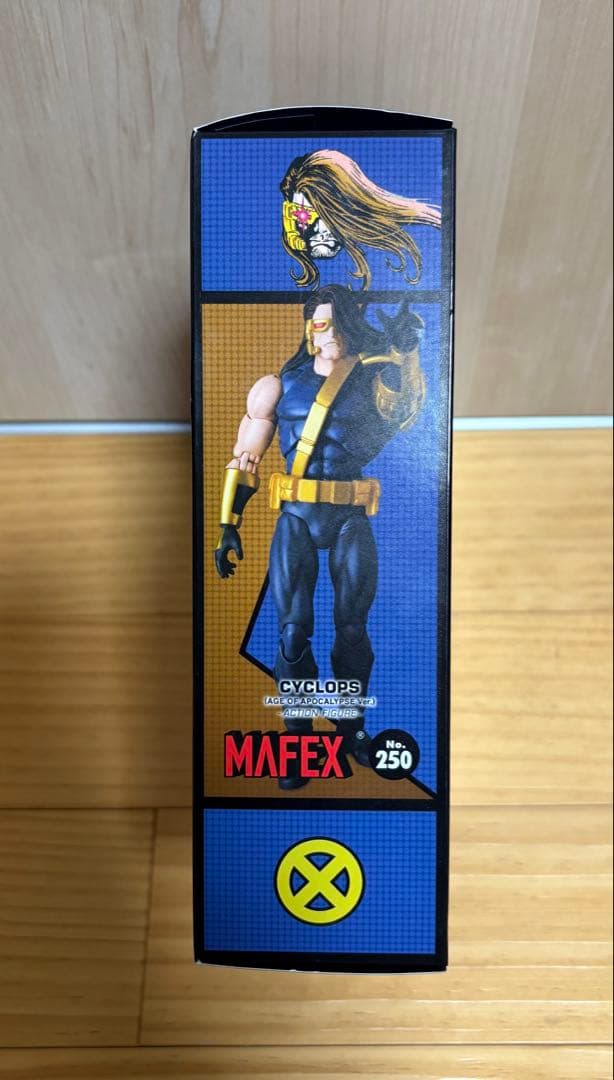 CYCLOPS
(AGE OF APOCALYPSE Ver.)
- ACTION FIGURE -
MAFEX ®
No.
250